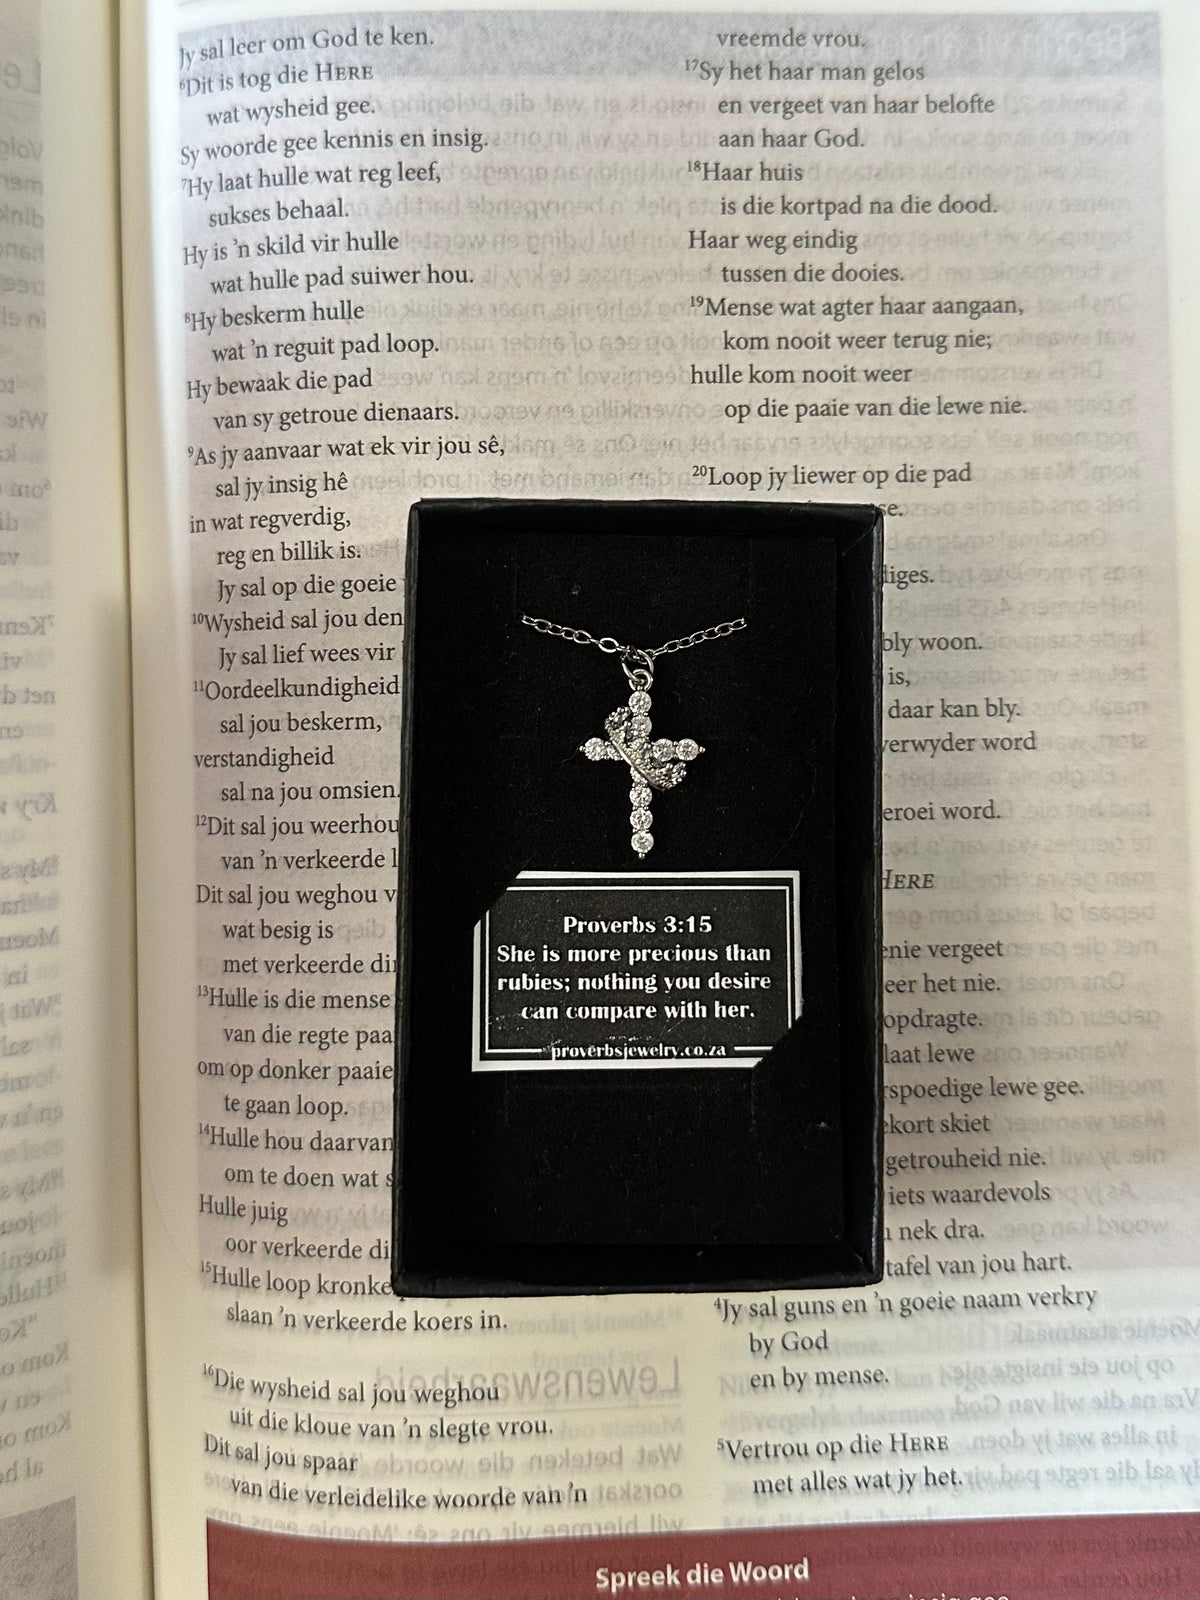 Jy sal leer om God te ken.
⁶Dit is tog die HERE
wat wysheid gee.
Sy woorde gee kennis en insig.
⁷Hy laat hulle wat reg leef,
sukses behaal.
Hy is 'n skild vir hulle
wat hulle pad suiwer hou.
⁸Hy beskerm hulle
wat 'n reguit pad loop.
Hy bewaak die pad
van sy getroue dienaars.
⁹As jy aanvaar wat ek vir jou sê,
sal jy insig hê
in wat regverdig,
reg en billik is.
Jy sal op die goeie
¹⁰Wysheid sal jou den
Jy sal lief wees vir
¹¹Oordeelkundigheid
sal jou beskerm,
verstandigheid
sal na jou omsien.
¹²Dit sal jou weerhou
van 'n verkeerde l
Dit sal jou weghou v
wat besig is
met verkeerde di
¹³Hulle is die mense
van die regte paa
om op donker paaie
te gaan loop.
¹⁴Hulle hou daarvan
om te doen wat s
Hulle juig
oor verkeerde di
¹⁵Hulle loop kronke
slaan 'n verkeerde koers in.
¹⁶Die wysheid sal jou weghou
uit die kloue van 'n slegte vrou.
Dit sal jou spaar
van die verleidelike woorde van 'n
vreemde vrou.
¹⁷Sy het haar man gelos
en vergeet van haar belofte
aan haar God.
¹⁸Haar huis
is die kortpad na die dood.
Haar weg eindig
tussen die dooies.
¹⁹Mense wat agter haar aangaan,
kom nooit weer terug nie;
hulle kom nooit weer
op die paaie van die lewe nie.
²⁰Loop jy liewer op die pad
se.
diges.
bly woon.
is,
daar kan bly.
verwyder word
eroei word.
HERE
enie vergeet
eer het nie.
opdragte.
laat lewe
rspoedige lewe gee.
ekort skiet
getrouheid nie.
iets waardevols
nek dra.
tafel van jou hart.
⁴Jy sal guns en 'n goeie naam verkry
by God
en by mense.
⁵Vertrou op die HERE
met alles wat jy het.
Proverbs 3:15
She is more precious than
rubies; nothing you desire
can compare with her.
proverbsjewelry.co.za
Spreek die Woord